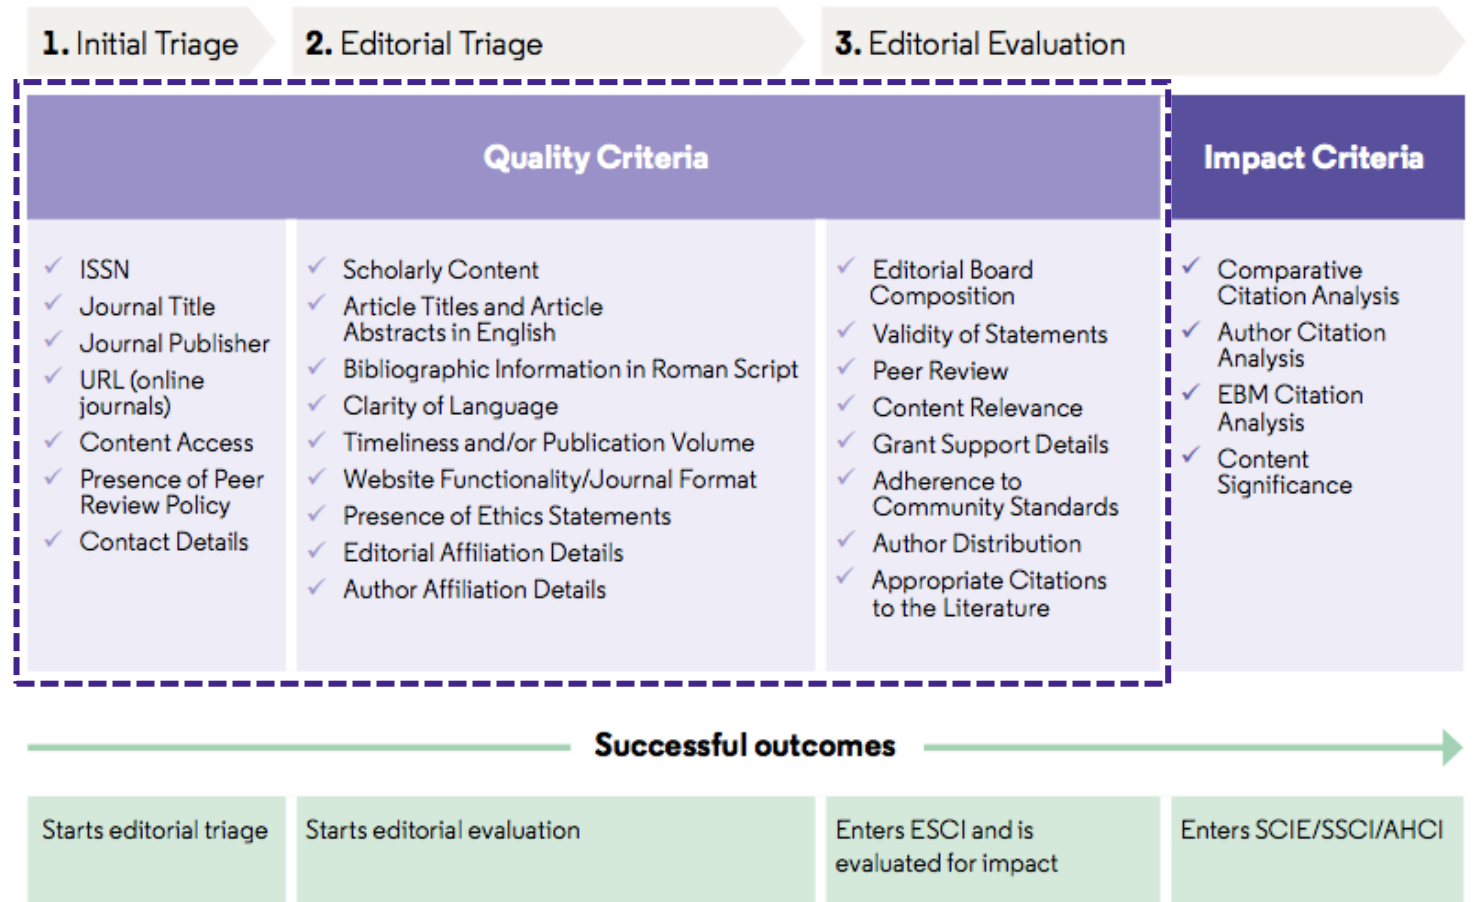 1. Initial Triage
2. Editorial Triage
3. Editorial Evaluation
Quality Criteria
Impact Criteria
✓ ISSN
✓ Journal Title
✓ Journal Publisher
✓ URL (online
journals)
✓ Content Access
✓ Presence of Peer
Review Policy
✓ Contact Details
✓ Scholarly Content
✓ Article Titles and Article
Abstracts in English
✓ Bibliographic Information in Roman Script
✓ Clarity of Language
✓ Timeliness and/or Publication Volume
✓ Website Functionality/Journal Format
✓ Presence of Ethics Statements
✓ Editorial Affiliation Details
✓ Author Affiliation Details
✓ Editorial Board
Composition
✓ Validity of Statements
✓ Peer Review
✓ Content Relevance
✓ Grant Support Details
✓ Adherence to
Community Standards
✓ Author Distribution
✓ Appropriate Citations
to the Literature
✓ Comparative
Citation Analysis
✓ Author Citation
Analysis
✓ EBM Citation
Analysis
✓ Content
Significance
Successful outcomes
Starts editorial triage
Starts editorial evaluation
Enters ESCI and is
evaluated for impact
Enters SCIE/SSCI/AHCI